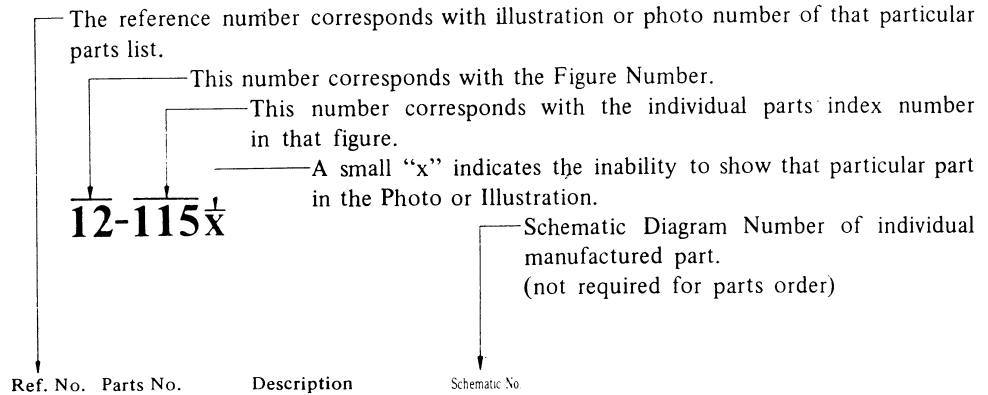 The reference number corresponds with illustration or photo number of that particular
parts list.
This number corresponds with the Figure Number.
This number corresponds with the individual parts index number
in that figure.
A small “x” indicates the inability to show that particular part
in the Photo or Illustration.
12-115x
Schematic Diagram Number of individual
manufactured part.
(not required for parts order)
Ref. No. Parts No. Description Schematic No.